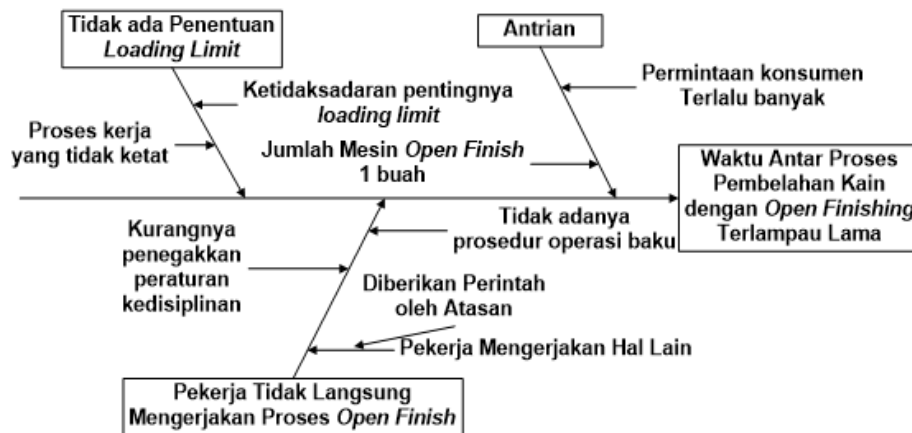 Tidak ada Penentuan
Loading Limit
Antrian
Ketidaksadaran pentingnya
loading limit
Permintaan konsumen
Terlalu banyak
Proses kerja
yang tidak ketat
Jumlah Mesin Open Finish
1 buah
Waktu Antar Proses
Pembelahan Kain
dengan Open Finishing
Terlampau Lama
Kurangnya
penegakkan
peraturan
kedisiplinan
Tidak adanya
prosedur operasi baku
Diberikan Perintah
oleh Atasan
Pekerja Mengerjakan Hal Lain
Pekerja Tidak Langsung
Mengerjakan Proses Open Finish